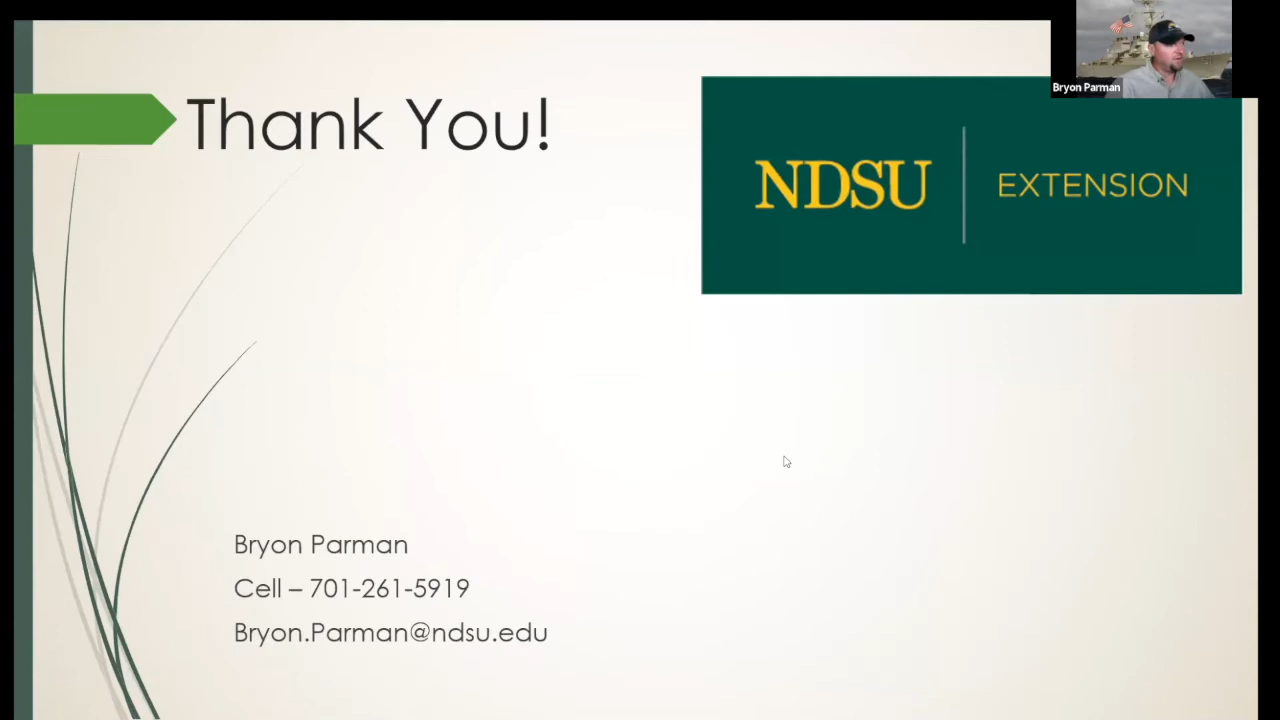 Bryon Parman
Thank You!
NDSU | EXTENSION
Bryon Parman
Cell – 701-261-5919
Bryon.Parman@ndsu.edu